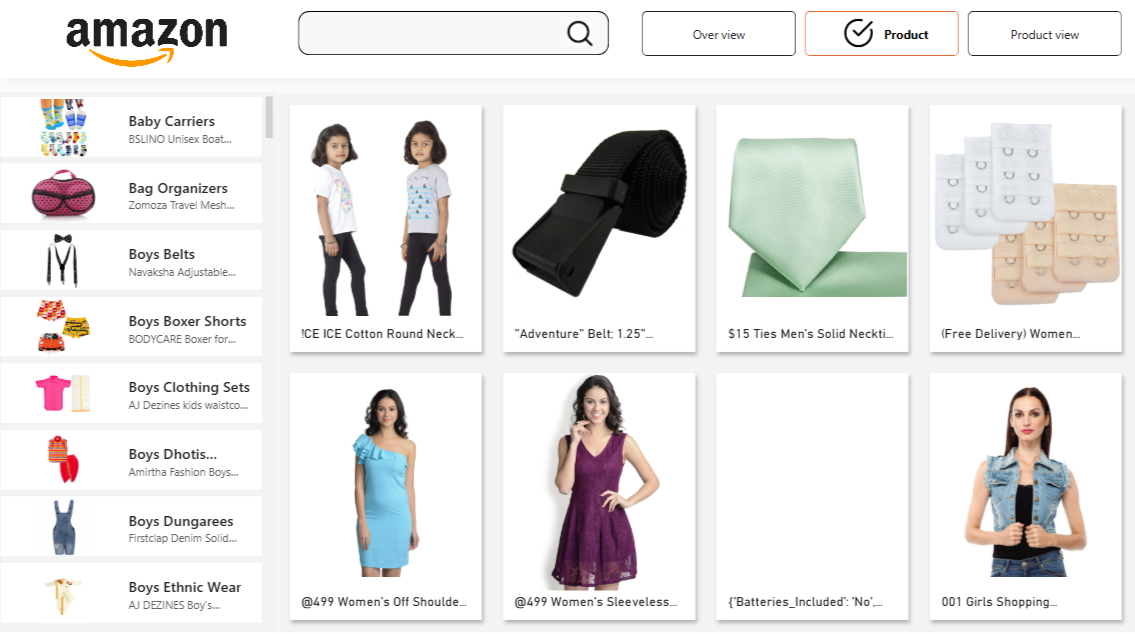 amazon
Over view
Product
Product view
Baby Carriers
BSLINO Unisex Boat...
Bag Organizers
Zomoza Travel Mesh...
Boys Belts
Navaksha Adjustable...
Boys Boxer Shorts
BODYCARE Boxer for...
Boys Clothing Sets
AJ Dezines kids waistco...
Boys Dhotis...
Amirtha Fashion Boys...
Boys Dungarees
Firstclap Denim Solid...
Boys Ethnic Wear
AJ DEZINES Boy's...
!CE ICE Cotton Round Neck...
"Adventure" Belt; 1.25"...
$15 Ties Men's Solid Neckti...
(Free Delivery) Women...
@499 Women's Off Shoulde...
@499 Women's Sleeveless...
{'Batteries_Included': 'No',...
001 Girls Shopping...